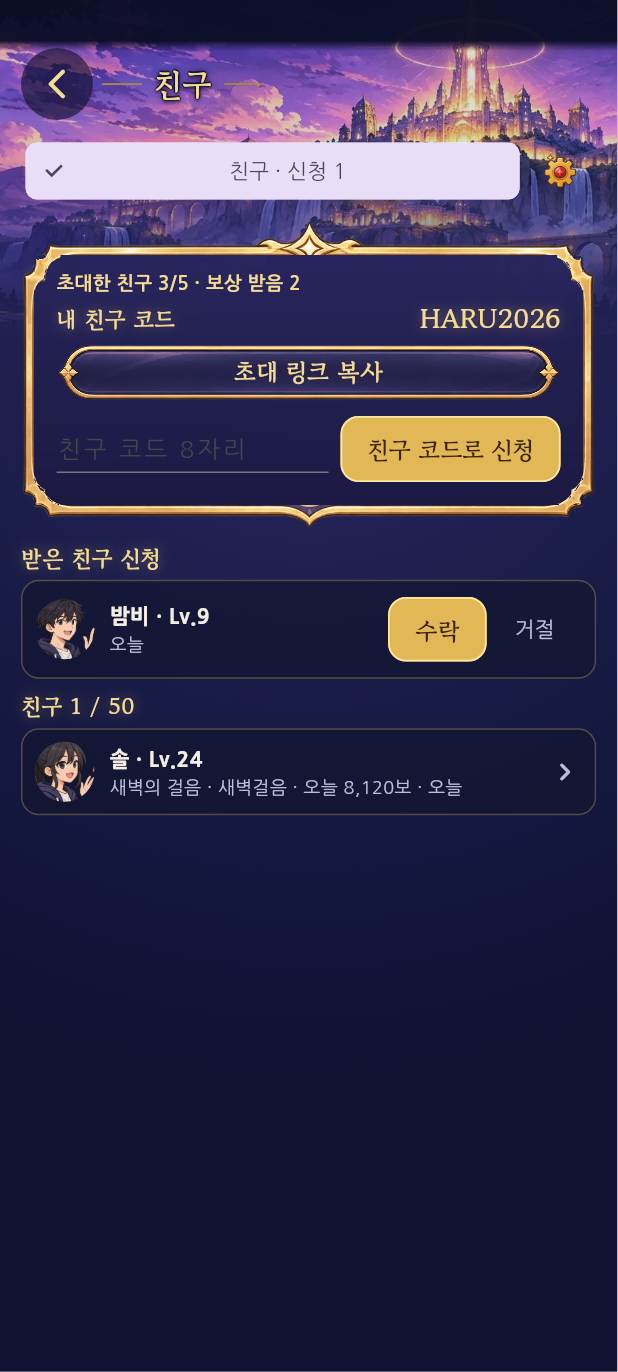 친구
친구 · 신청 1
초대한 친구 3/5 · 보상 받음 2
내 친구 코드 HARU2026
초대 링크 복사
친구 코드 8자리 친구 코드로 신청
받은 친구 신청
밤비 · Lv.9
오늘
수락 거절
친구 1 / 50
솔 · Lv.24
새벽의 걸음 · 새벽걸음 · 오늘 8,120보 · 오늘